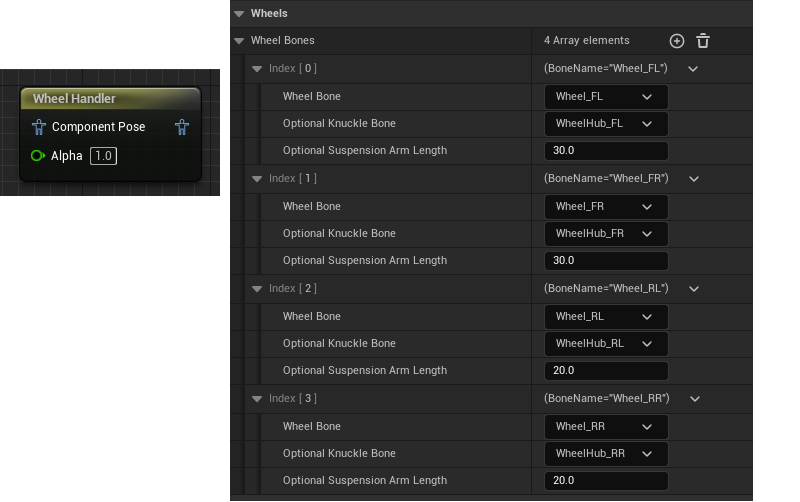 Wheel Handler
Component Pose
Alpha 1.0
Wheels
Wheel Bones 4 Array elements
Index [ 0 ] (BoneName="Wheel_FL")
Wheel Bone Wheel_FL
Optional Knuckle Bone WheelHub_FL
Optional Suspension Arm Length 30.0
Index [ 1 ] (BoneName="Wheel_FR")
Wheel Bone Wheel_FR
Optional Knuckle Bone WheelHub_FR
Optional Suspension Arm Length 30.0
Index [ 2 ] (BoneName="Wheel_RL")
Wheel Bone Wheel_RL
Optional Knuckle Bone WheelHub_RL
Optional Suspension Arm Length 20.0
Index [ 3 ] (BoneName="Wheel_RR")
Wheel Bone Wheel_RR
Optional Knuckle Bone WheelHub_RR
Optional Suspension Arm Length 20.0